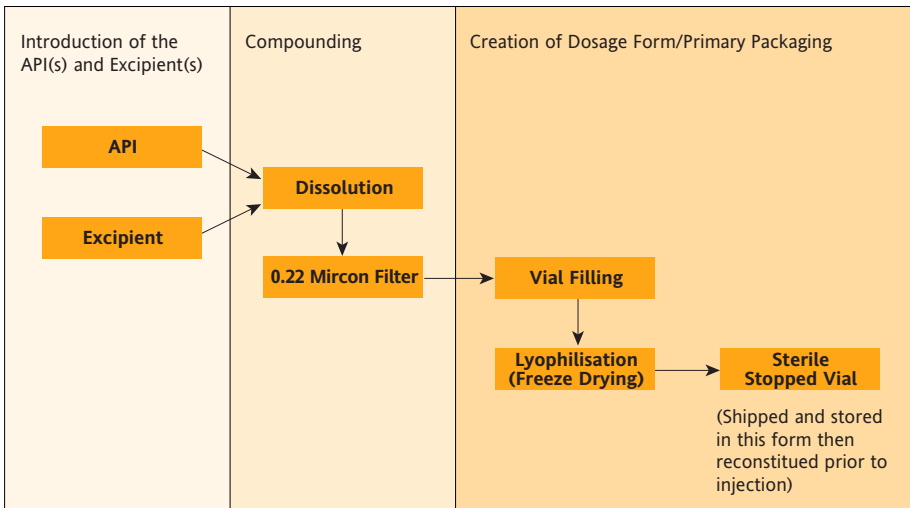 Introduction of the
API(s) and Excipient(s)
Compounding
Creation of Dosage Form/Primary Packaging
API
Excipient
Dissolution
0.22 Mircon Filter
Vial Filling
Lyophilisation
(Freeze Drying)
Sterile
Stopped Vial
(Shipped and stored
in this form then
reconstitued prior to
injection)